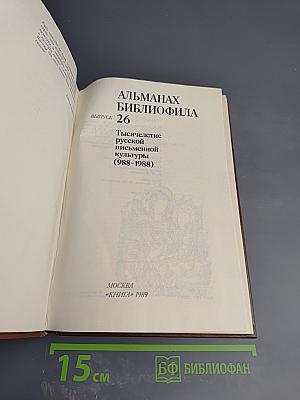 АЛЬМАНАХ
БИБЛИОФИЛА
ВЫПУСК 26
Тысячелетие
русской
письменной
культуры
(988–1988)
МОСКВА
«КНИГА» 1989
15 см
БФ БИБЛИОФАН